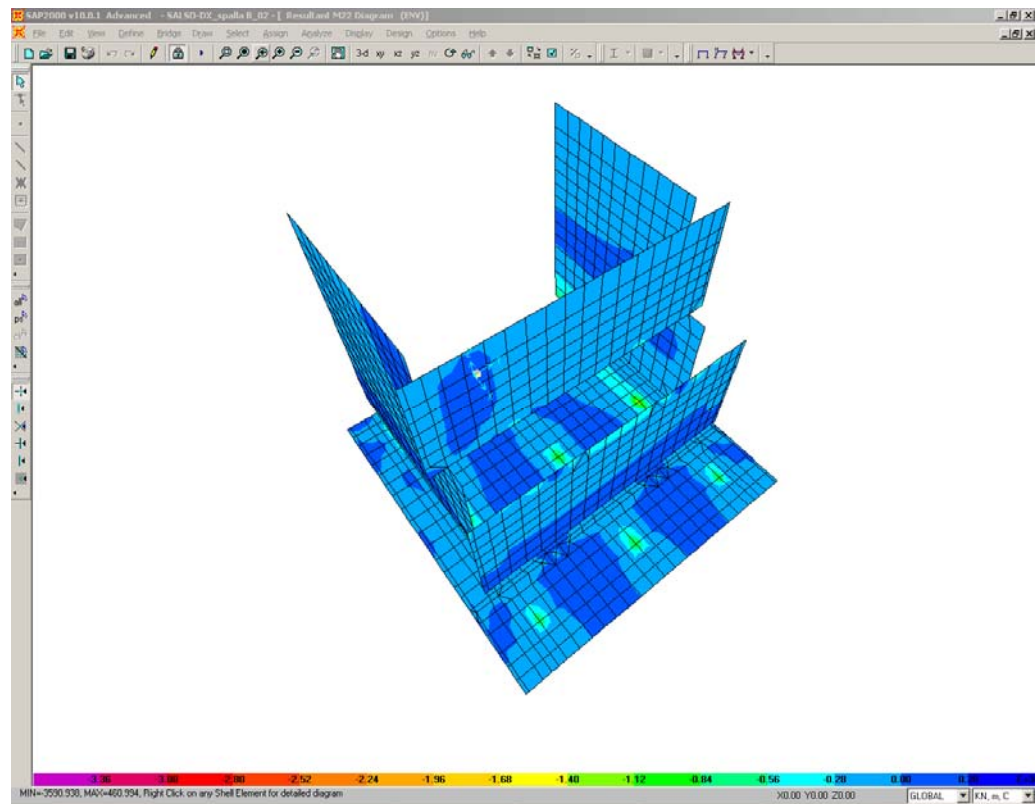 SAP2000 v10.0.1 Advanced - SALSO-DX_spalla B_02 - [ Resultant M22 Diagram (ENV)]
File Edit View Define Bridge Draw Select Assign Analyze Display Design Options Help
3-d xy xz yz nv
-3.36 -3.08 -2.80 -2.52 -2.24 -1.96 -1.68 -1.40 -1.12 -0.84 -0.56 -0.28 0.00
MIN=-3590.938, MAX=460.994, Right Click on any Shell Element for detailed diagram X0.00 Y0.00 Z0.00 GLOBAL KN, m, C